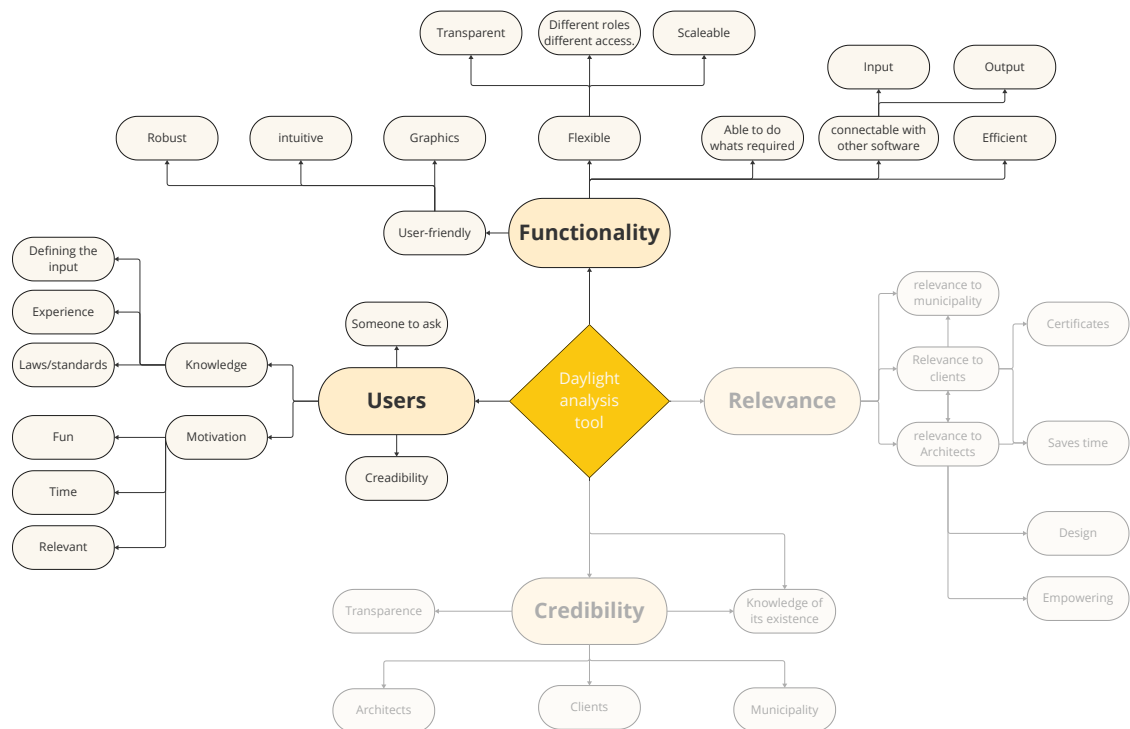 Transparent
Different roles
different access.
Scaleable
Input
Output
Robust
intuitive
Graphics
Flexible
Able to do
whats required
connectable with
other software
Efficient
User-friendly
Functionality
Defining the
input
Experience
Laws/standards
Knowledge
Someone to ask
Users
Daylight
analysis
tool
Relevance
relevance to
municipality
Certificates
Relevance to
clients
Fun
Motivation
relevance to
Architects
Saves time
Creadibility
Time
Relevant
Design
Empowering
Transparence
Credibility
Knowledge of
its existence
Architects
Clients
Municipality